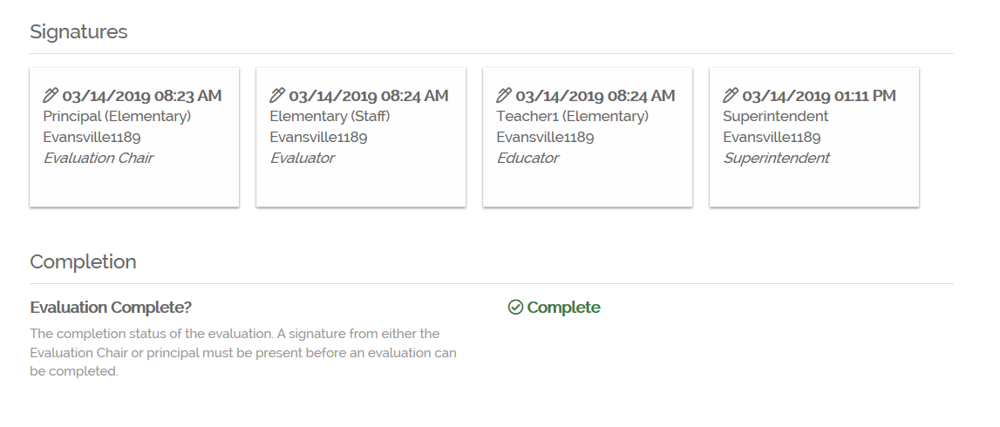 Signatures
03/14/2019 08:23 AM
Principal (Elementary)
Evansville1189
Evaluation Chair
03/14/2019 08:24 AM
Elementary (Staff)
Evansville1189
Evaluator
03/14/2019 08:24 AM
Teacher1 (Elementary)
Evansville1189
Educator
03/14/2019 01:11 PM
Superintendent
Evansville1189
Superintendent
Completion
Evaluation Complete?
Complete
The completion status of the evaluation. A signature from either the
Evaluation Chair or principal must be present before an evaluation can
be completed.